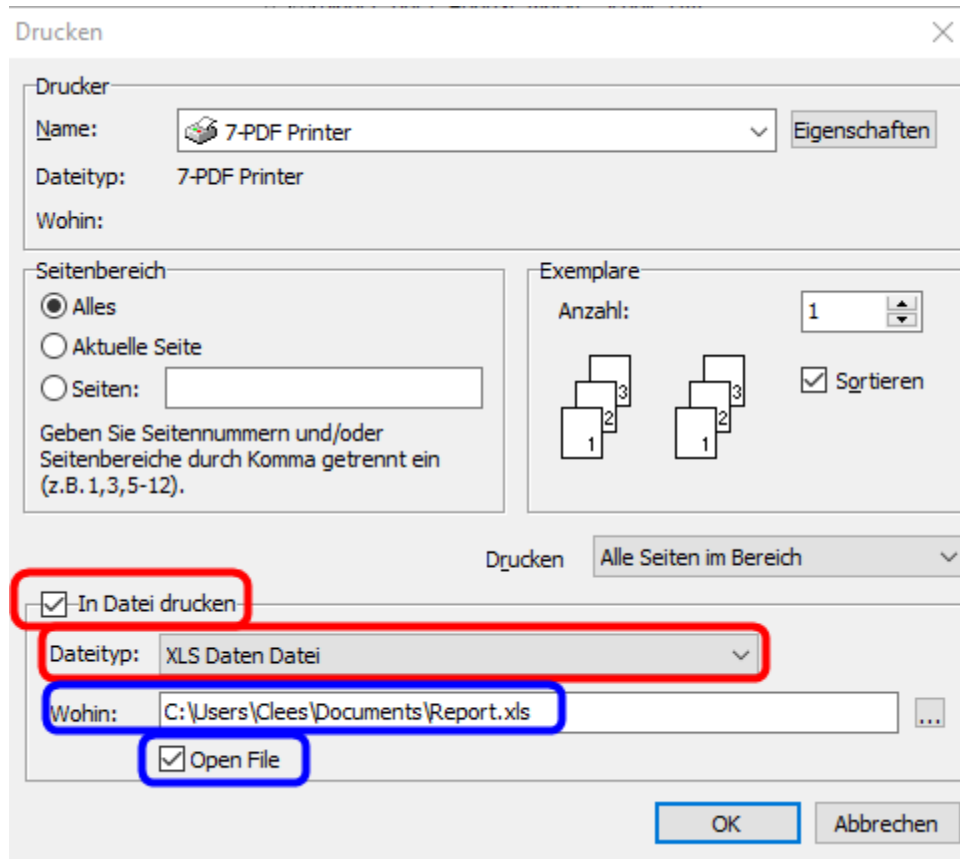 Drucken
Drucker
Name: 7-PDF Printer Eigenschaften
Dateityp: 7-PDF Printer
Wohin:
Seitenbereich
Alles
Aktuelle Seite
Seiten:
Geben Sie Seitennummern und/oder
Seitenbereiche durch Komma getrennt ein
(z.B. 1,3,5-12).
Exemplare
Anzahl: 1
1 2 3 1 2 3
Sortieren
Drucken Alle Seiten im Bereich
In Datei drucken
Dateityp: XLS Daten Datei
Wohin: C:\Users\Clees\Documents\Report.xls ...
Open File
OK Abbrechen